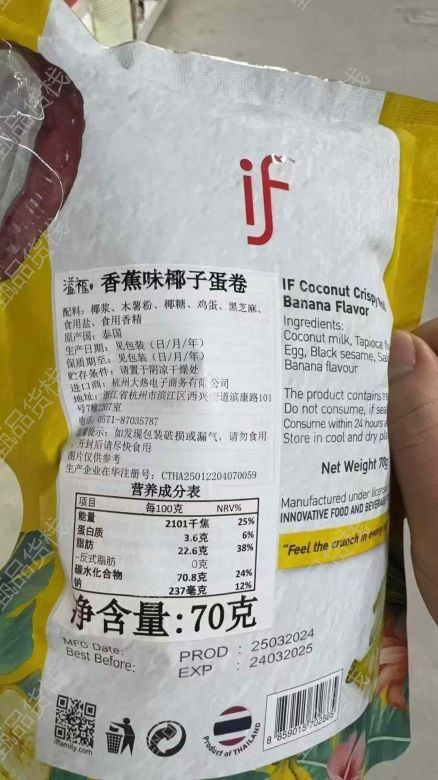 if
溢福 香蕉味椰子蛋卷
配料：椰浆、木薯粉、椰糖、鸡蛋、黑芝麻、
食用盐、食用香精
原产国：泰国
生产日期：见包装（日/月/年）
保质期至：见包装（日/月/年）
贮存条件：请置于阴凉干燥处
进口商：杭州大热电子商务有限公司
地址：浙江省杭州市滨江区西兴街道滨康路101
号7幢207室
电话：0571-87035787
温馨提示：如发现包装破损或漏气，请勿食用
，开封后请尽快食用
图片仅供参考
生产企业在华注册号：CTHA25012204070059
营养成分表
项目 每100克 NRV%
能量 2101千焦 25%
蛋白质 3.6克 6%
脂肪 22.6克 38%
-反式脂肪 0克
碳水化合物 70.8克 24%
钠 237毫克 12%
净含量：70克
IF Coconut Crispy
Banana Flavor
Ingredients:
Coconut milk, Tapioca
Egg, Black sesame,
Banana flavour
The product contains
Do not consume, if
Consume within 24 hours
Store in cool and dry
Net Weight 70g
Manufactured under
INNOVATIVE FOOD AND
"Feel the crunch in every
MFG Date: PROD : 25032024
Best Before: EXP : 24032025
iffamily.com
Product of THAILAND
8 859015 702885
臻品货栈